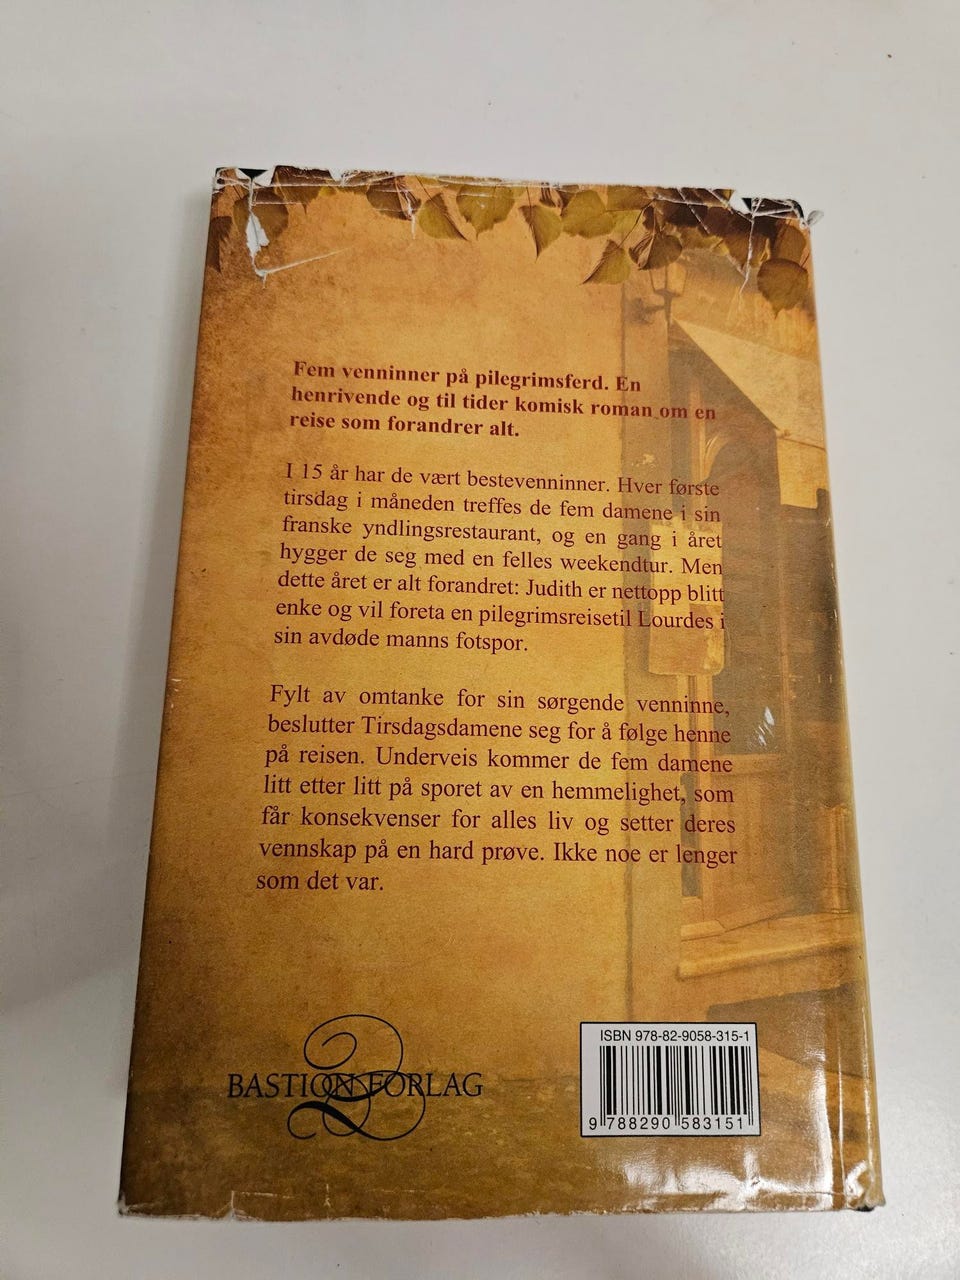 Fem venninner på pilegrimsferd. En
henrivende og til tider komisk roman om en
reise som forandrer alt.
I 15 år har de vært bestevenninner. Hver første
tirsdag i måneden treffes de fem damene i sin
franske yndlingsrestaurant, og en gang i året
hygger de seg med en felles weekendtur. Men
dette året er alt forandret: Judith er nettopp blitt
enke og vil foreta en pilegrimsreisetil Lourdes i
sin avdøde manns fotspor.
Fylt av omtanke for sin sørgende venninne,
beslutter Tirsdagsdamene seg for å følge henne
på reisen. Underveis kommer de fem damene
litt etter litt på sporet av en hemmelighet, som
får konsekvenser for alles liv og setter deres
vennskap på en hard prøve. Ikke noe er lenger
som det var.
BASTION FORLAG
ISBN 978-82-9058-315-1
9 788290 583151